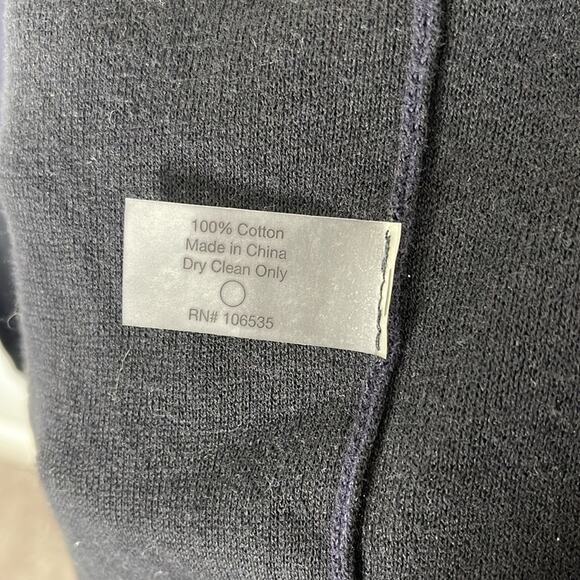 100% Cotton
Made in China
Dry Clean Only
RN# 106535